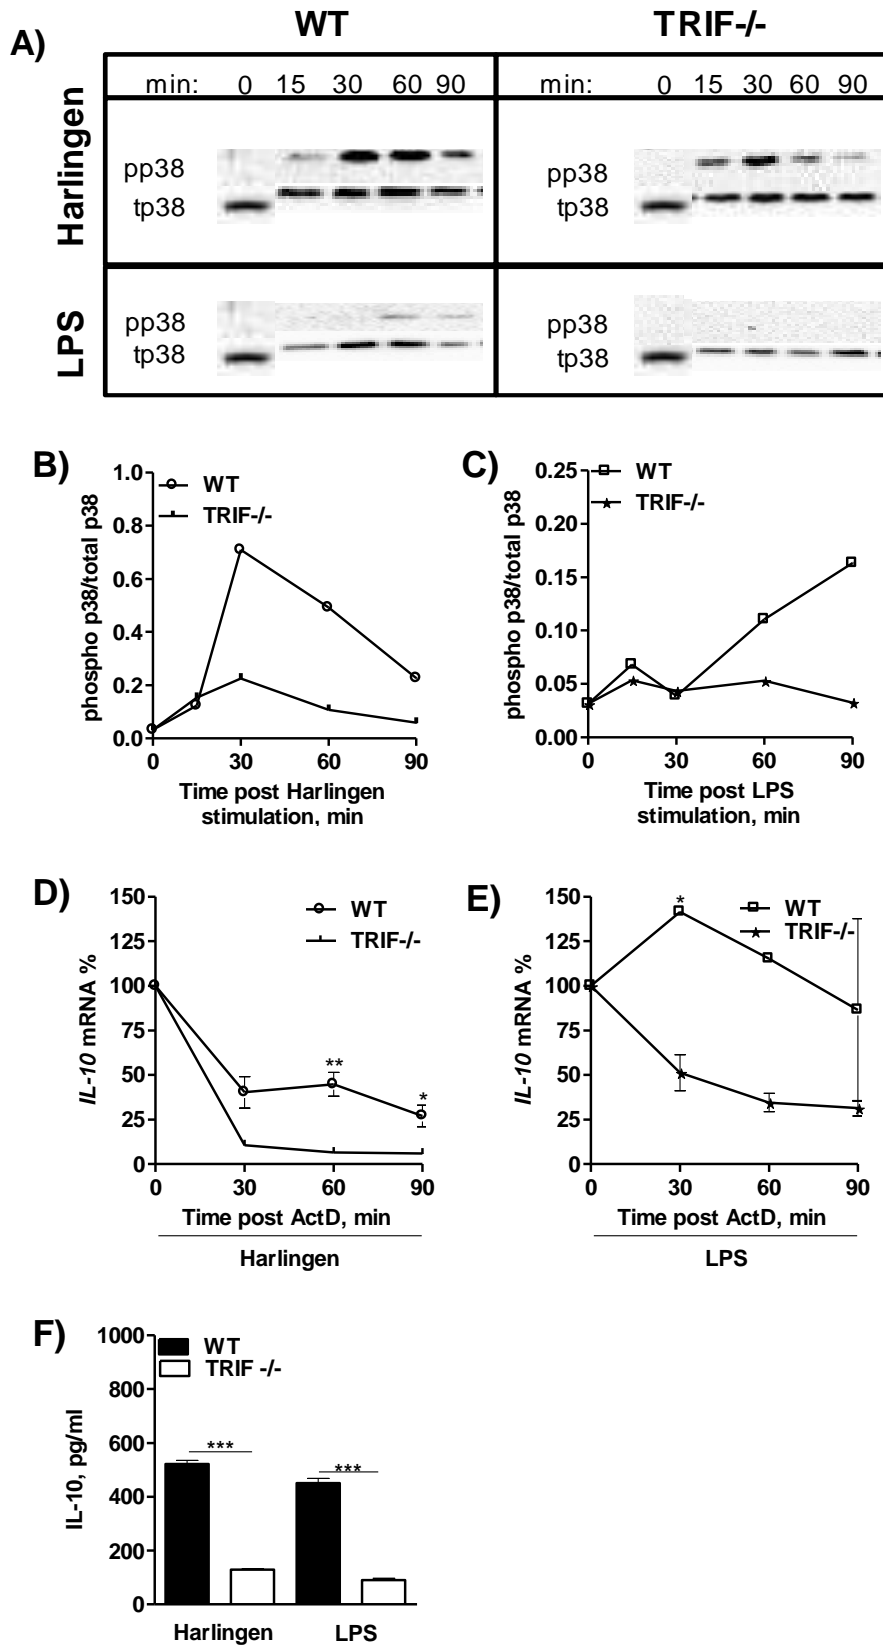 WT TRIF-/-
A)
min: 0 15 30 60 90 min: 0 15 30 60 90
Harlingen
pp38 pp38
tp38 tp38
LPS
pp38 pp38
tp38 tp38
B)
phospho p38/total p38
1.0
0.8
0.6
0.4
0.2
0.0
WT
TRIF-/-
0 30 60 90
Time post Harlingen
stimulation, min
C)
phospho p38/total p38
0.25
0.20
0.15
0.10
0.05
0.00
WT
TRIF-/-
0 30 60 90
Time post LPS
stimulation, min
D)
IL-10 mRNA %
150
125
100
75
50
25
0
WT
TRIF-/-
**
*
0 30 60 90
Time post ActD, min
Harlingen
E)
IL-10 mRNA %
150
125
100
75
50
25
0
*
WT
TRIF-/-
0 30 60 90
Time post ActD, min
LPS
F)
IL-10, pg/ml
1000
800
600
400
200
0
WT
TRIF -/-
***
***
Harlingen LPS